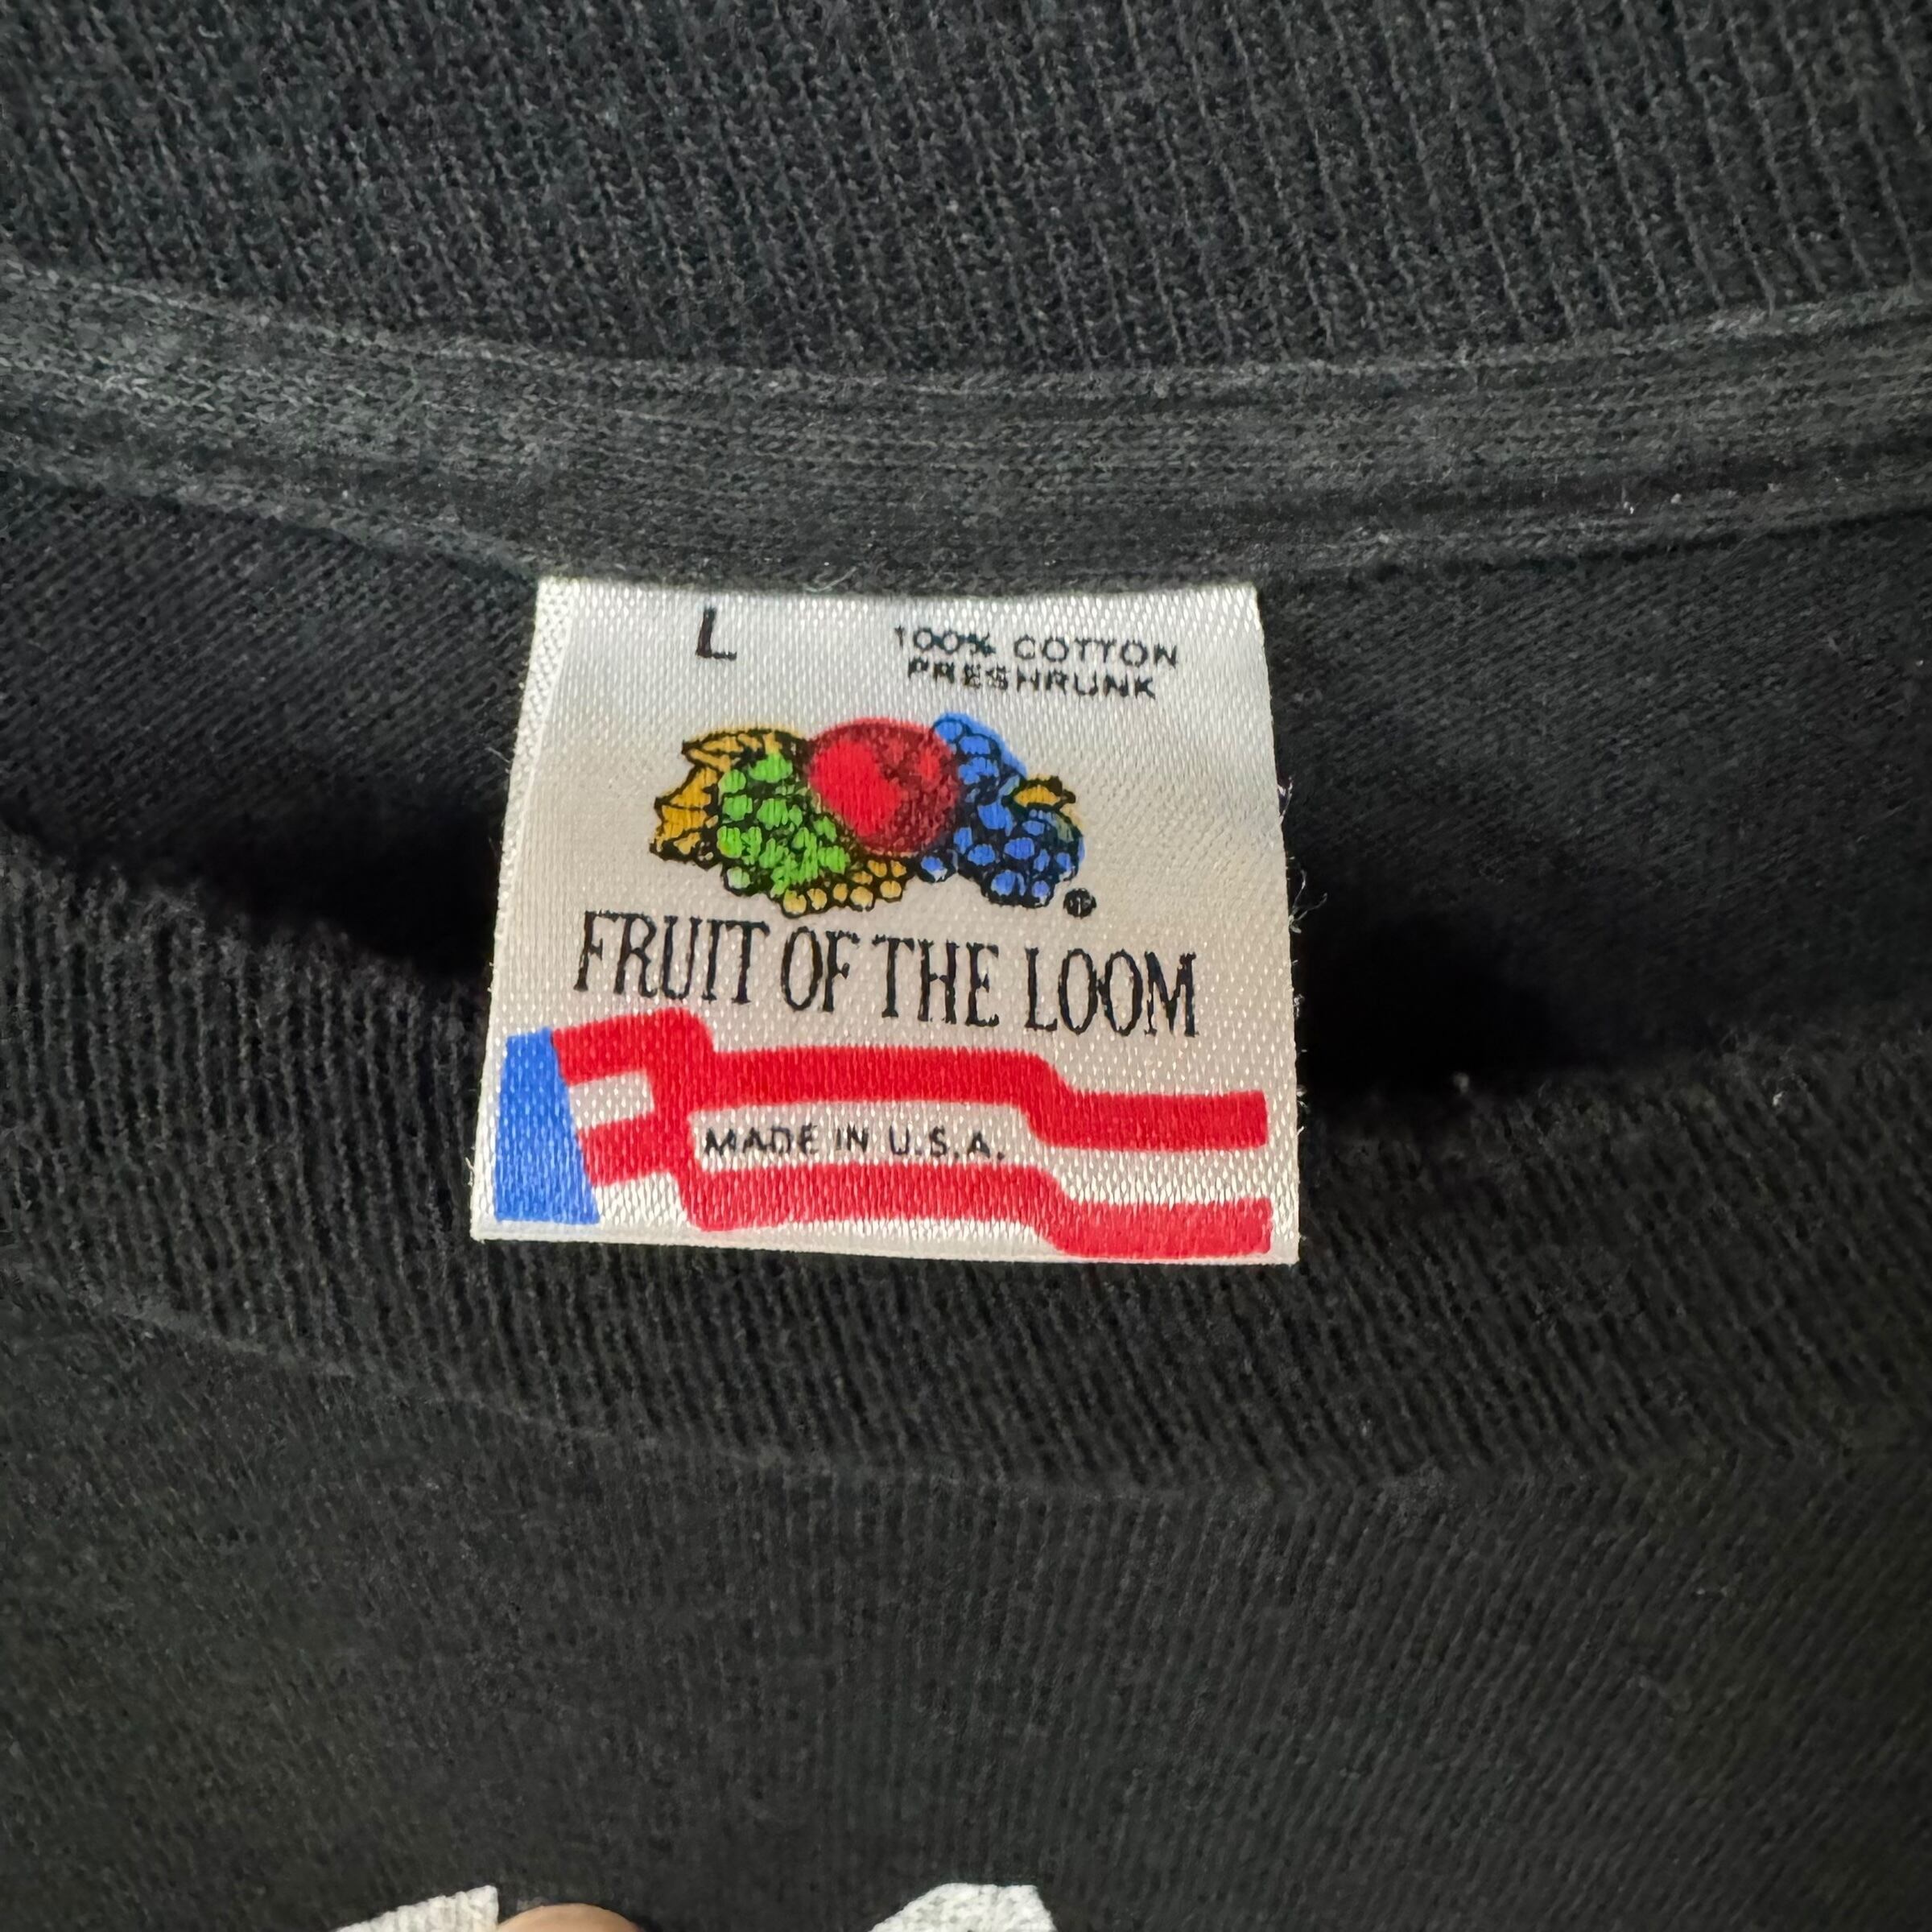 L
100% COTTON
PRESHRUNK
FRUIT OF THE LOOM
MADE IN U.S.A.